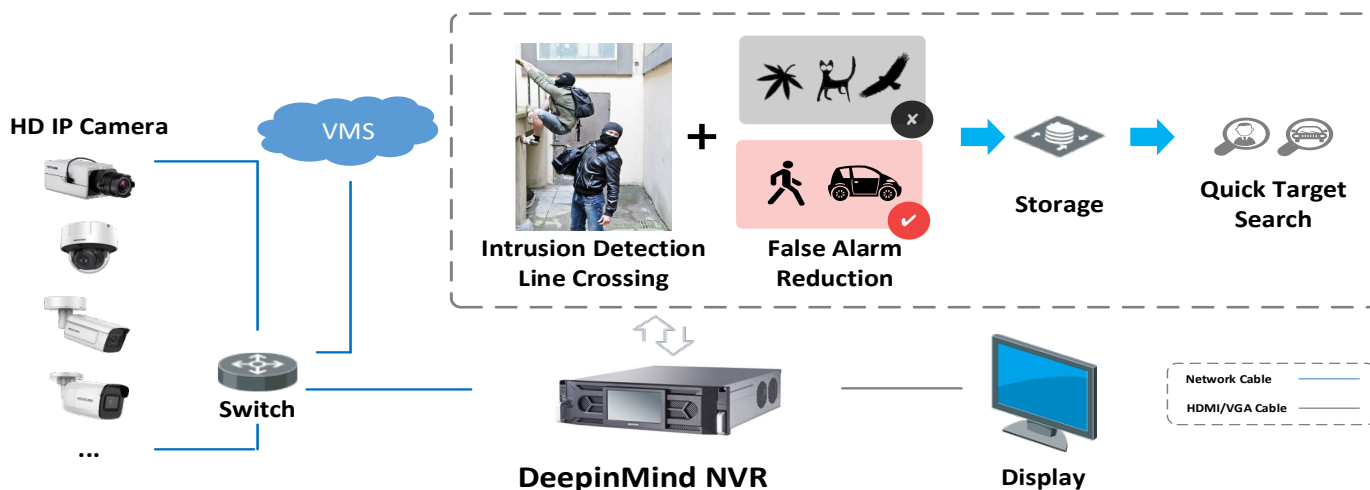 HD IP Camera
VMS
Intrusion Detection
Line Crossing
+
False Alarm
Reduction
Storage
Quick Target
Search
Switch
...
DeepinMind NVR
Display
Network Cable
HDMI/VGA Cable